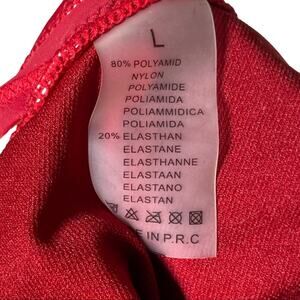 L
80% POLYAMID
NYLON
POLYAMIDE
POLIAMIDA
POLIAMMIDICA
POLIAMIDA
20% ELASTHAN
ELASTANE
ELASTHANNE
ELASTAAN
ELASTANO
ELASTAN
E IN P.R.C